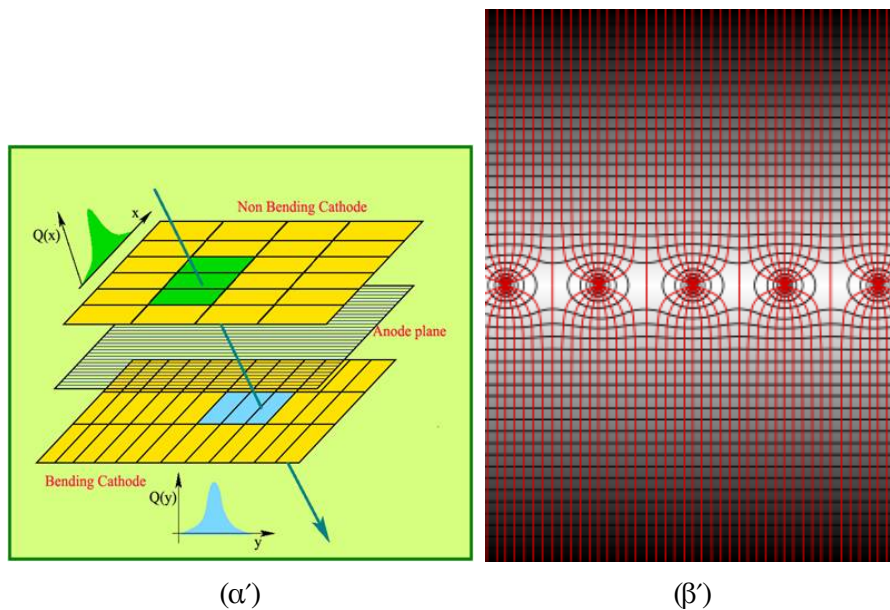 Non Bending Cathode
x
Q(x)
Anode plane
Bending Cathode
Q(y)
y
(α´)
(β´)